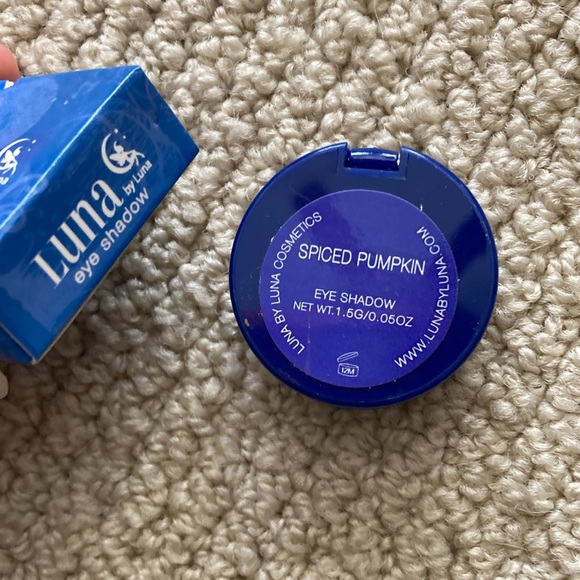 Luna
by Luna
eye shadow
LUNA BY LUNA COSMETICS
SPICED PUMPKIN
EYE SHADOW
NET WT.1.5G/0.05OZ
WWW.LUNABYLUNA.COM
12M